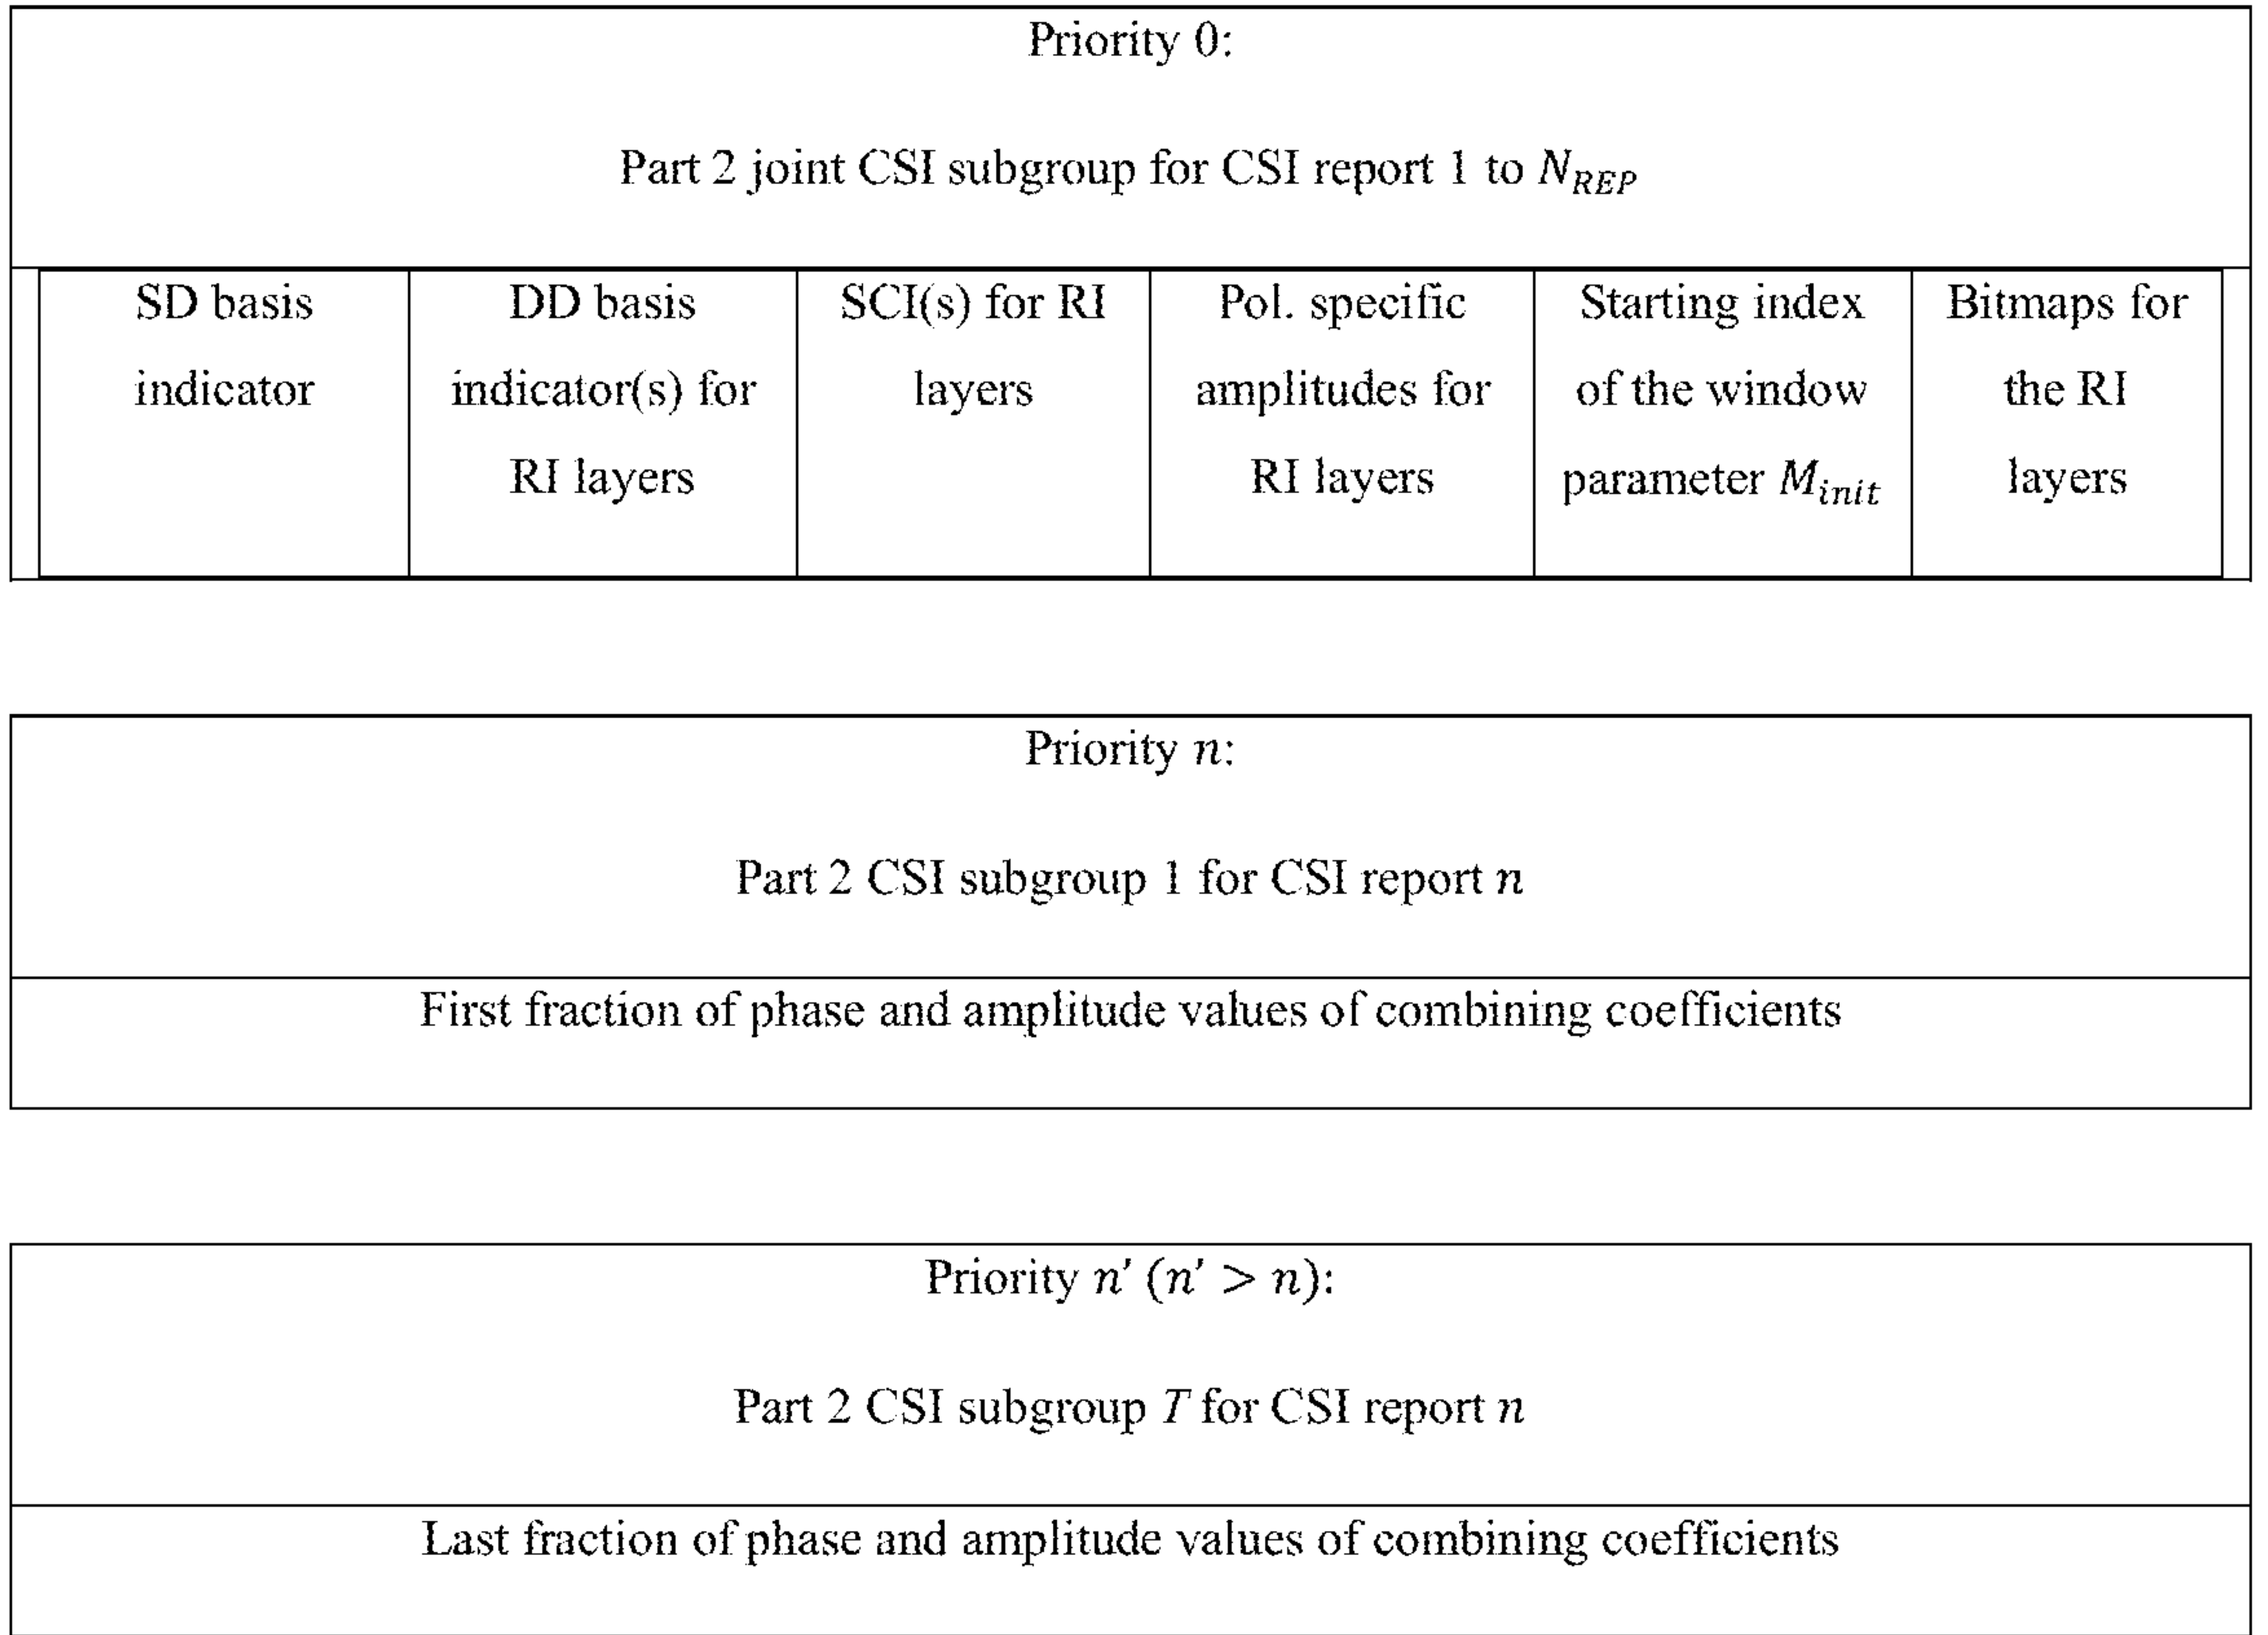 Priority 0:
Part 2 joint CSI subgroup for CSI report 1 to N_{REP}
SD basis
indicator
DD basis
indicator(s) for
RI layers
SCI(s) for RI
layers
Pol. specific
amplitudes for
RI layers
Starting index
of the window
parameter M_{init}
Bitmaps for
the RI
layers
Priority n:
Part 2 CSI subgroup 1 for CSI report n
First fraction of phase and amplitude values of combining coefficients
Priority n′ (n′ > n):
Part 2 CSI subgroup T for CSI report n
Last fraction of phase and amplitude values of combining coefficients